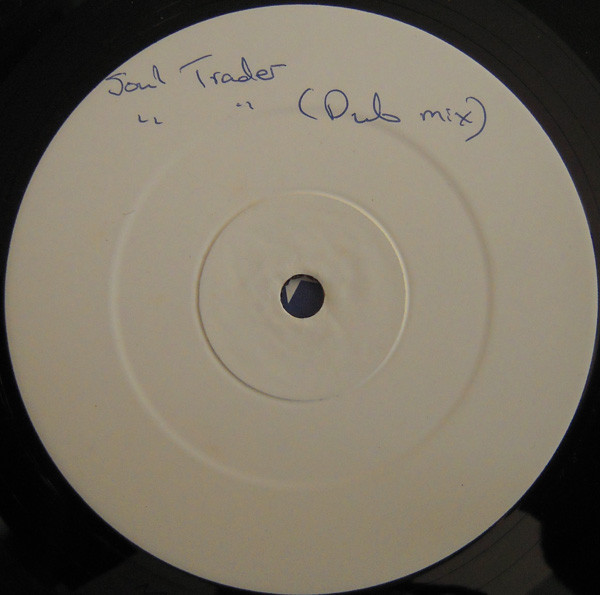 Soul Trader
" " (Dub mix)